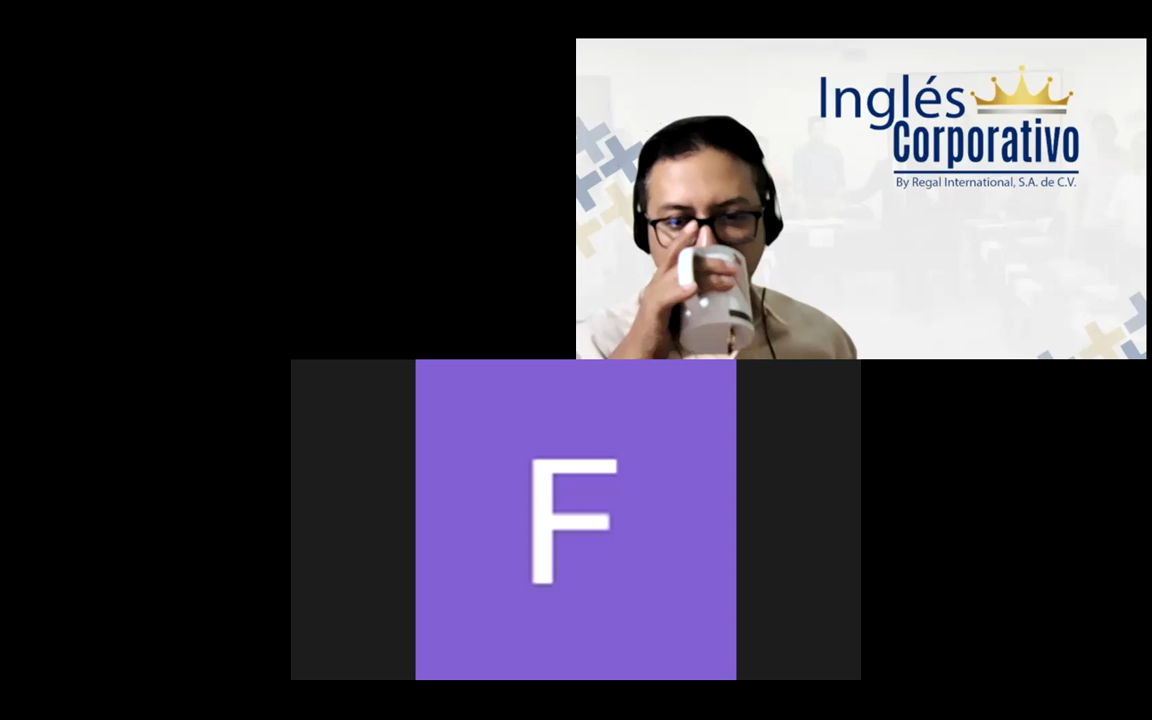 Inglés
Corporativo
By Regal International, S.A. de C.V.
F